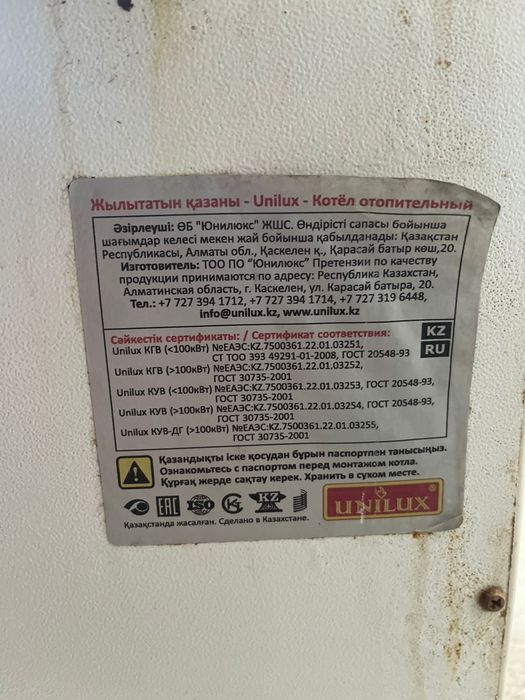 Жылытатын қазаны - Unilux - Котёл отопительный
Әзірлеуші: ӨБ "Юнилюкс" ЖШС. Өндірісті сапасы бойынша
шағымдар келесі мекен жай бойынша қабылданады: Қазақстан
Республикасы, Алматы обл., Қаскелен қ., Қарасай батыр көш,20.
Изготовитель: ТОО ПО “Юнилюкс” Претензии по качеству
продукции принимаются по адресу: Республика Казахстан,
Алматинская область, г. Каскелен, ул. Карасай батыра, 20.
Тел.: +7 727 394 1712, +7 727 394 1714, +7 727 319 6448,
info@unilux.kz, www.unilux.kz
Сәйкестік сертификаты: / Сертификат соответствия:
KZ
Unilux КГВ (<100кВт) №ЕАЭС:KZ.7500361.22.01.03251,
RU
СТ ТОО 393 49291-01-2008, ГОСТ 20548-93
Unilux КГВ (>100кВт) №ЕАЭС:KZ.7500361.22.01.03252,
ГОСТ 30735-2001
Unilux КУВ (<100кВт) №ЕАЭС:KZ.7500361.22.01.03253, ГОСТ 20548-93,
ГОСТ 30735-2001
Unilux КУВ (>100кВт) №ЕАЭС:KZ.7500361.22.01.03254, ГОСТ 20548-93,
ГОСТ 30735-2001
Unilux КУВ-ДГ (>100кВт) №ЕАЭС:KZ.7500361.22.01.03255,
ГОСТ 30735-2001
Қазандықты іске қосудан бұрын паспортпен танысыңыз.
Ознакомьтесь с паспортом перед монтажом котла.
Құрғақ жерде сақтау керек. Хранить в сухом месте.
EAC ISO KZ UNILUX
Қазақстанда жасалған. Сделано в Казахстане.